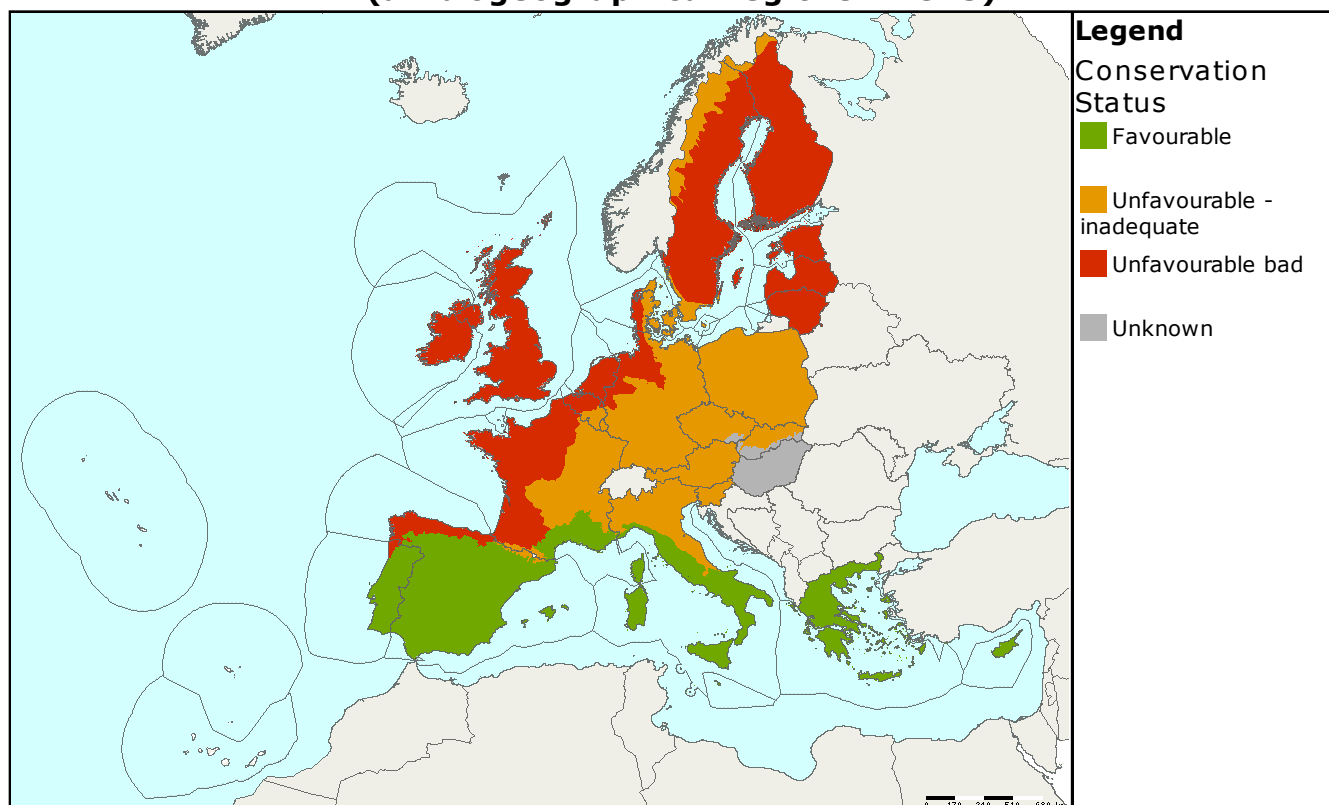 Legend
Conservation
Status
Favourable
Unfavourable -
inadequate
Unfavourable bad
Unknown